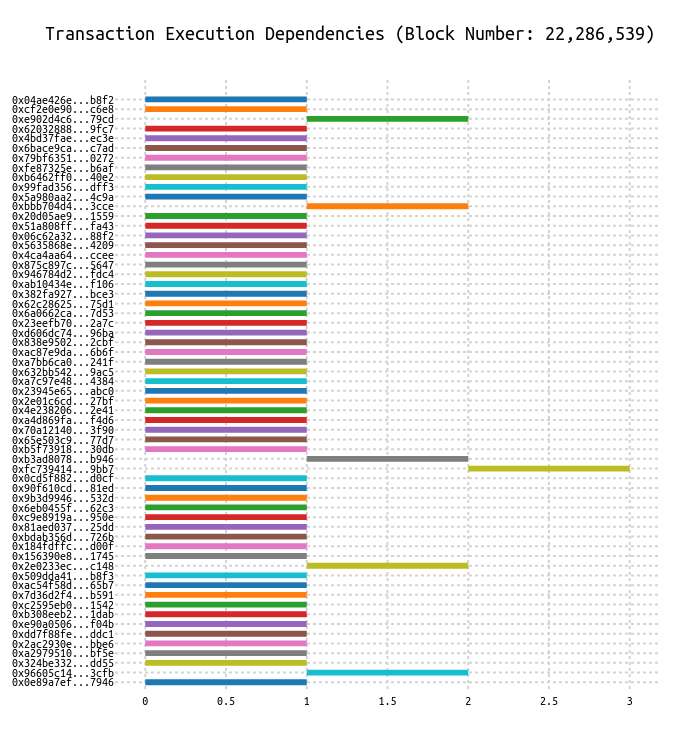 Transaction Execution Dependencies (Block Number: 22,286,539)
0x04ae426e...b8f2
0xcf2e0e90...c6e8
0xe902d4c6...79cd
0x62032888...9fc7
0x4bd37fae...ec3e
0x6bace9ca...c7ad
0x79bf6351...0272
0xfe87325e...b6af
0xb6462ff0...40e2
0x99fad356...dff3
0x5a980aa2...4c9a
0xbbb704d4...3cce
0x20d05ae9...1559
0x51a808ff...fa43
0x06c62a32...88f2
0x5635868e...4209
0x4ca4aa64...ccee
0x875c897c...5647
0x946784d2...fdc4
0xab10434e...f106
0x382fa927...bce3
0x62c28625...75d1
0x6a0662ca...7d53
0x23eefb70...2a7c
0xd606dc74...96ba
0x838e9502...2cbf
0xac87e9da...6b6f
0xa7bb6ca0...241f
0x632bb542...9ac5
0xa7c97e48...4384
0x23945e65...abc0
0x2e01c6cd...27bf
0x4e238206...2e41
0xa4d869fa...f4d6
0x70a12140...3f90
0x65e503c9...77d7
0xb5f73918...30db
0xb3ad8078...b946
0xfc739414...9bb7
0x0cd5f882...d0cf
0x90f610cd...81ed
0x9b3d9946...532d
0x6eb0455f...62c3
0xc9e8919a...950e
0x81aed037...25dd
0xbdab356d...726b
0x184fdffc...d00f
0x156390e8...1745
0x2e0233ec...c148
0x509dda41...b8f3
0xac54f58d...65b7
0x7d36d2f4...b591
0xc2595eb0...1542
0xb308eeb2...1dab
0xe90a0506...f04b
0xdd7f88fe...ddc1
0x2ac2930e...bbe6
0xa2979510...bf5e
0x324be332...dd55
0x96605c14...3cfb
0x0e89a7ef...7946
0 0.5 1 1.5 2 2.5 3